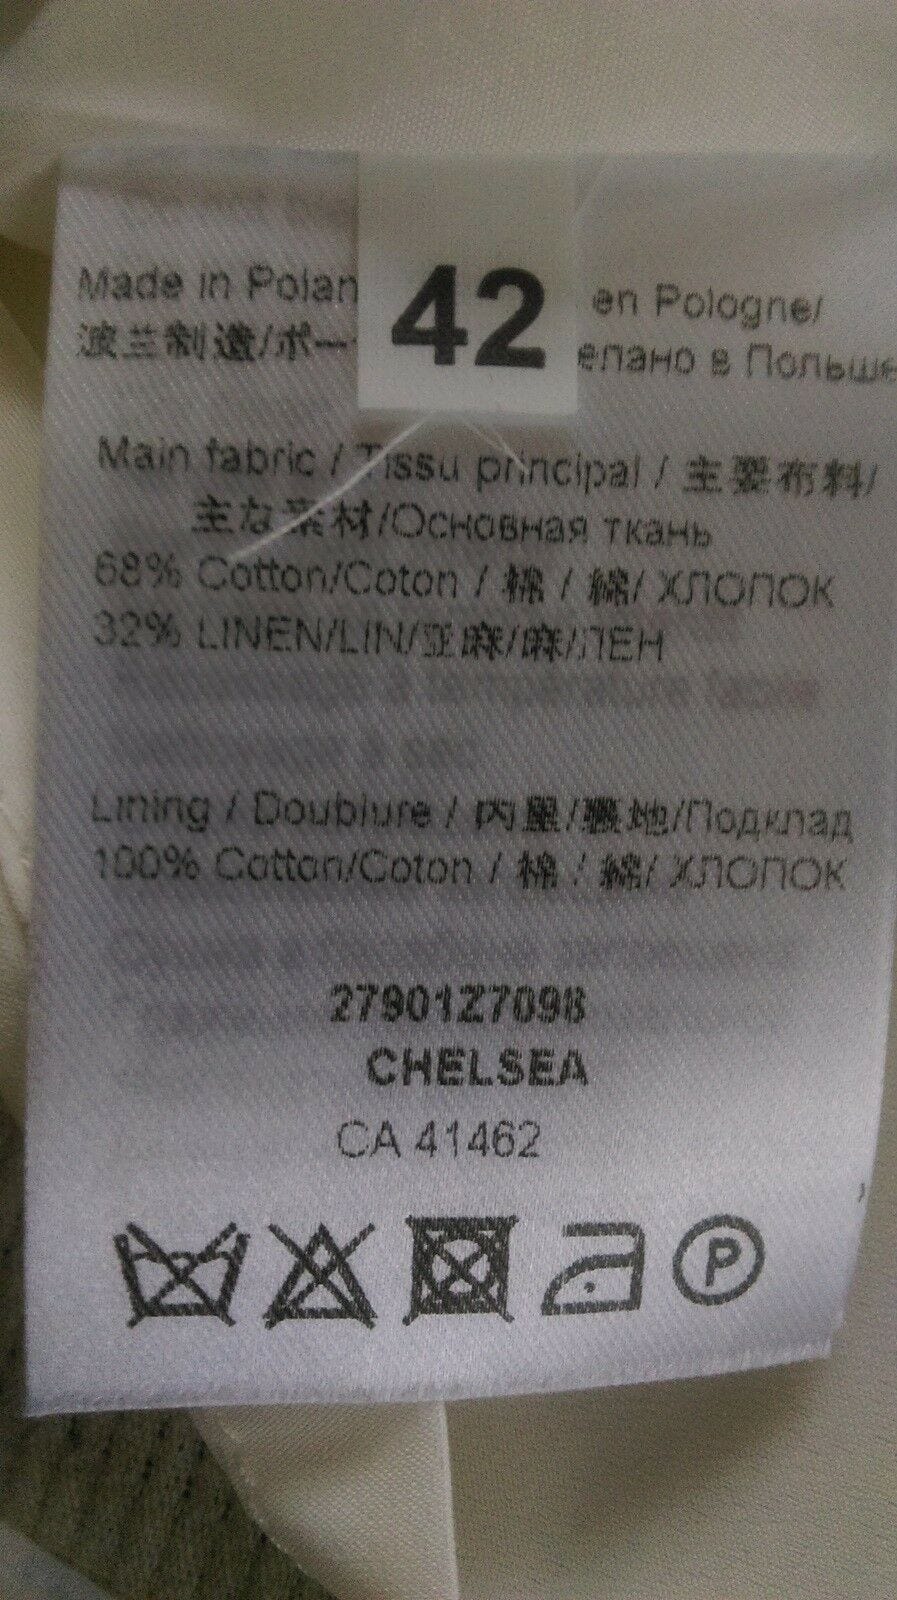 Made in Polan 42 en Pologne/
波兰制造/ポー елано в Польше
Main fabric / Tissu principal / 主要布料/
主な素材/Основная ткань
68% Cotton/Coton / 棉 / 綿/ ХЛОПОК
32% LINEN/LIN/亚麻/麻/ЛЕН
Lining / Doublure / 内里/裏地/Подклад
100% Cotton/Coton / 棉 / 綿/ ХЛОПОК
27901Z7098
CHELSEA
CA 41462
P